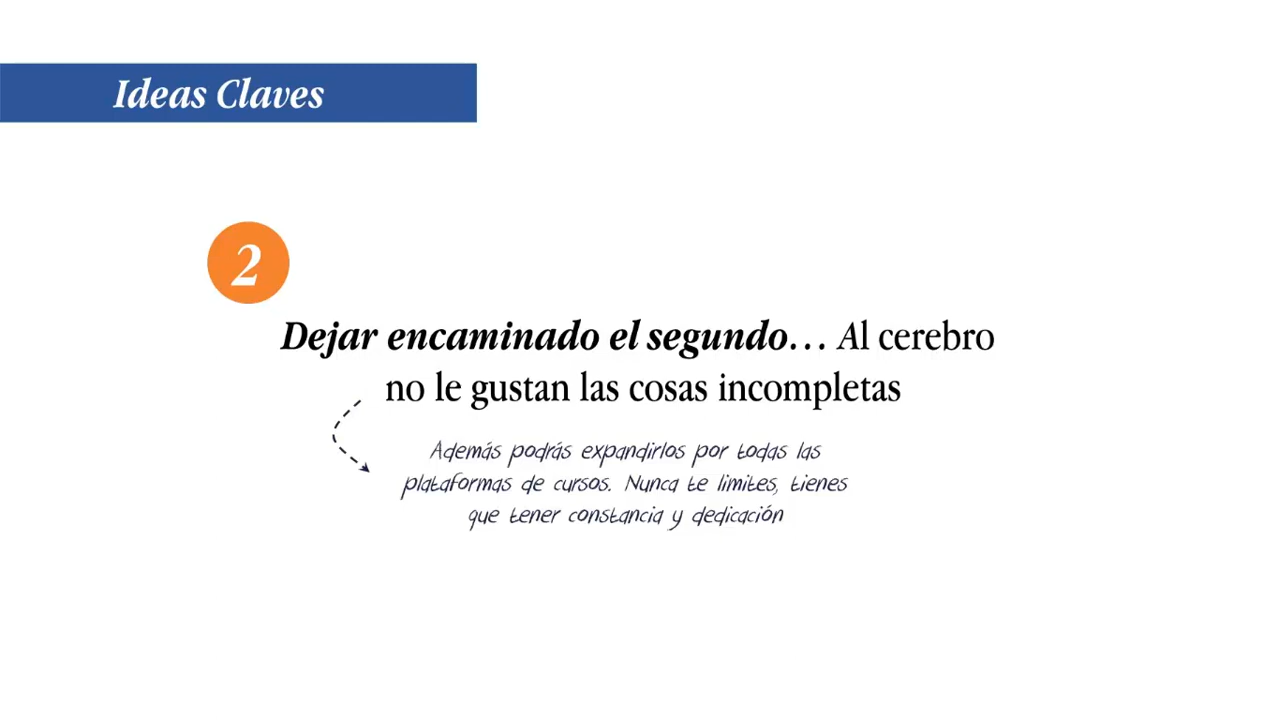 Ideas Claves
2
Dejar encaminado el segundo... Al cerebro
no le gustan las cosas incompletas
Además podrás expandirlos por todas las
plataformas de cursos. Nunca te limites, tienes
que tener constancia y dedicación